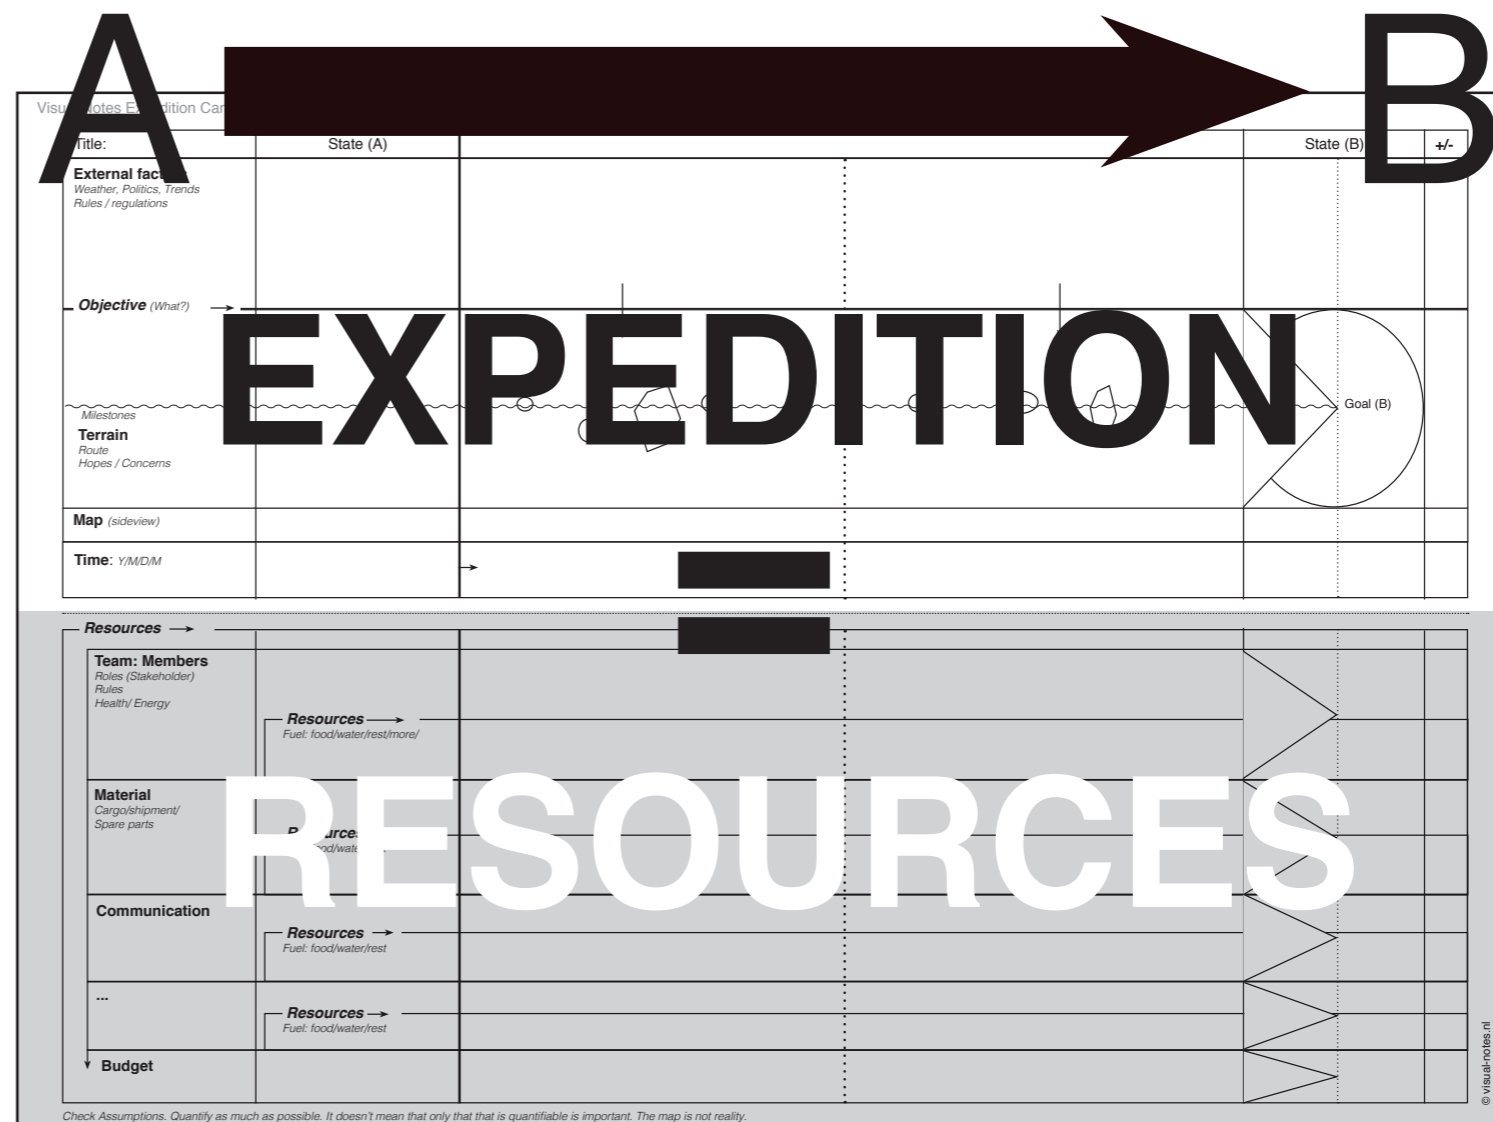 A B
Title:
State (A)
State (B)
+/-
External
Weather, Politics, Trends
Rules / regulations
Objective (What?)
EXPEDITION
Milestones
Goal (B)
Terrain
Route
Hopes / Concerns
Map (sideview)
Time: Y/M/D/M
Resources
Team: Members
Roles (Stakeholder)
Rules
Health/ Energy
Resources
Fuel: food/water/rest/more/
RESOURCES
Material
Cargo/shipment/
Spare parts
Communication
Resources
Fuel: food/water/rest
...
Resources
Fuel: food/water/rest
Budget
© visual-notes.nl
Check Assumptions. Quantify as much as possible. It doesn't mean that only that that is quantifiable is important. The map is not reality.